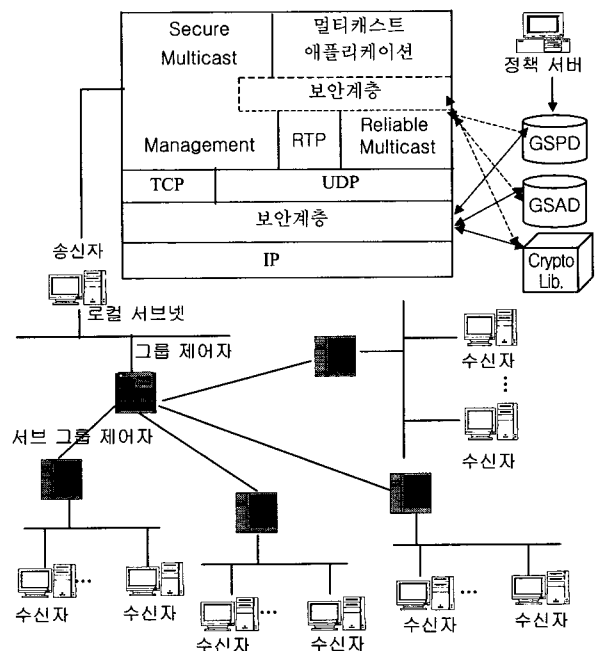 Secure
Multicast
멀티캐스트
애플리케이션
보안계층
Management
RTP
Reliable
Multicast
TCP
UDP
보안계층
IP
정책 서버
GSPD
GSAD
Crypto
Lib.
송신자
로컬 서브넷
그룹 제어자
수신자
⋮
수신자
서브 그룹 제어자
... 
수신자
수신자
...
수신자
수신자
...
수신자
수신자